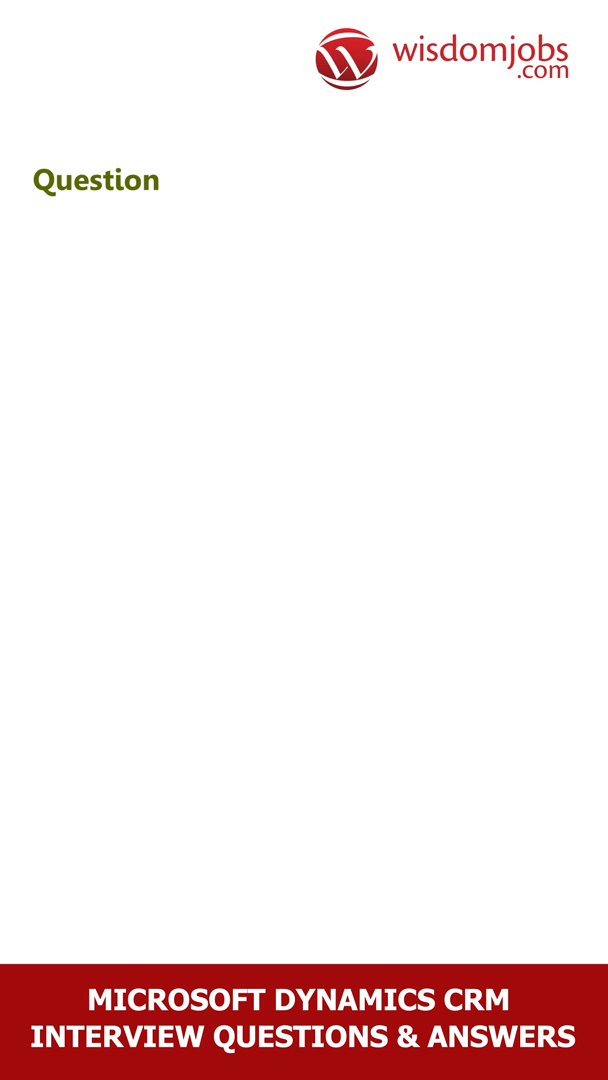 wisdomjobs
.com
Question
MICROSOFT DYNAMICS CRM
INTERVIEW QUESTIONS & ANSWERS